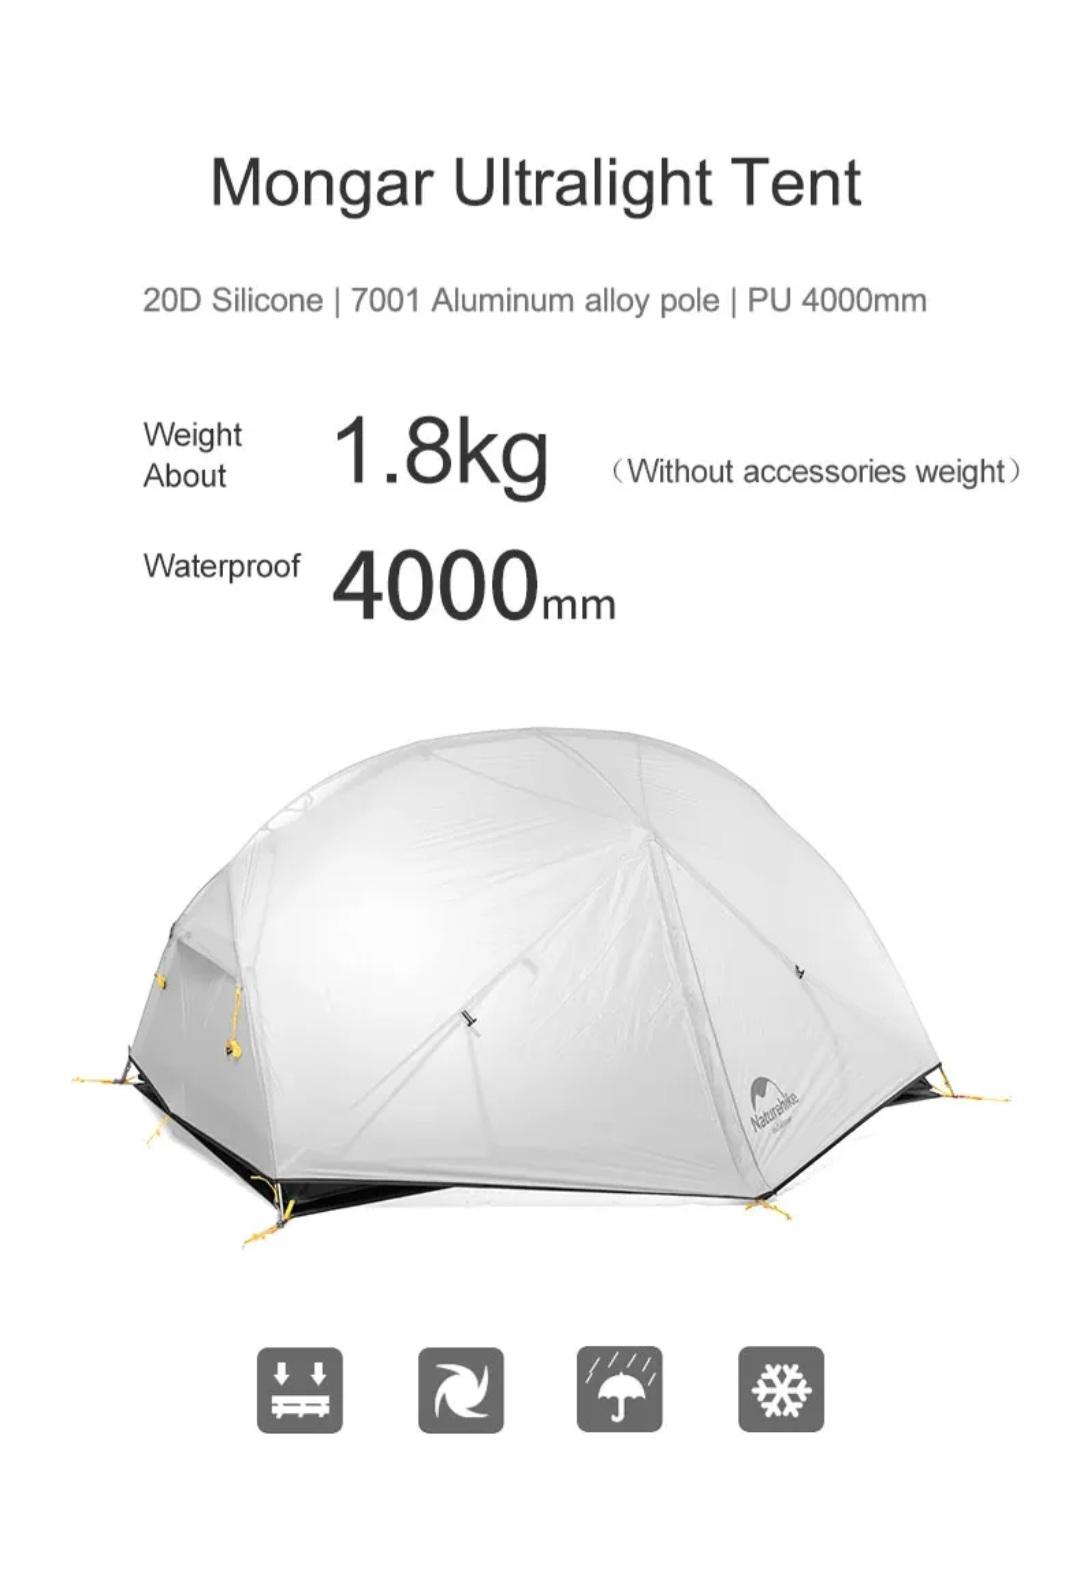 Mongar Ultralight Tent
20D Silicone | 7001 Aluminum alloy pole | PU 4000mm
Weight
About
1.8kg
（Without accessories weight）
Waterproof
4000mm
Naturehike